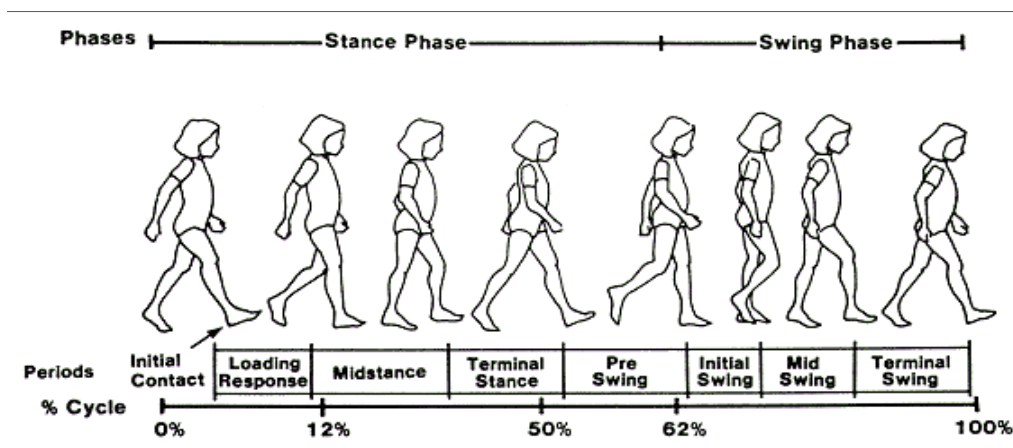 Phases Stance Phase Swing Phase
Periods Initial Contact Loading Response Midstance Terminal Stance Pre Swing Initial Swing Mid Swing Terminal Swing
% Cycle
0% 12% 50% 62% 100%